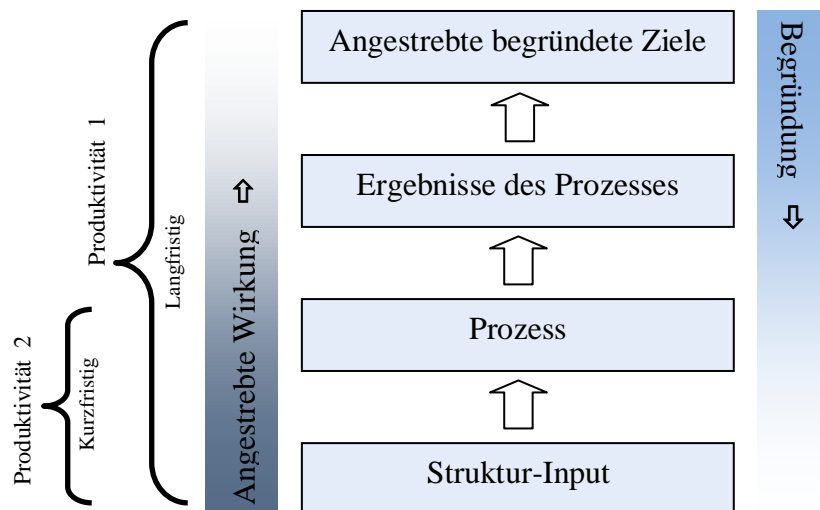 Produktivität 1
Langfristig
Produktivität 2
Kurzfristig
Angestrebte Wirkung ⇨
Angestrebte begründete Ziele
Ergebnisse des Prozesses
Prozess
Struktur-Input
Begründung ⇨